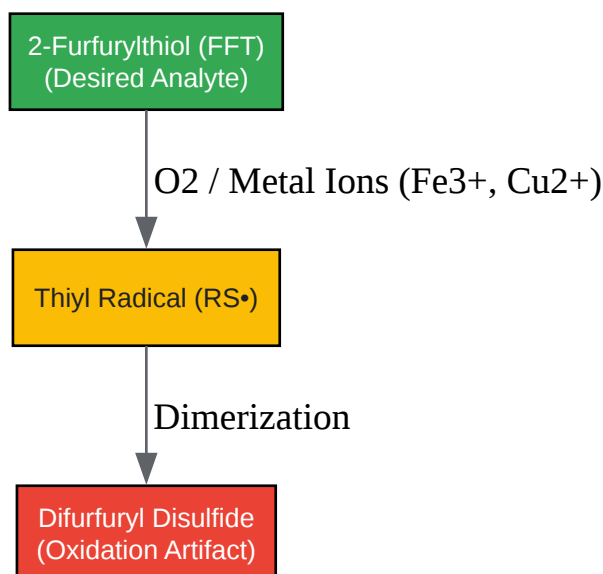 2-Furfurylthiol (FFT)
(Desired Analyte)
O2 / Metal Ions (Fe3+, Cu2+)
Thiyl Radical (RS•)
Dimerization
Difurfuryl Disulfide
(Oxidation Artifact)